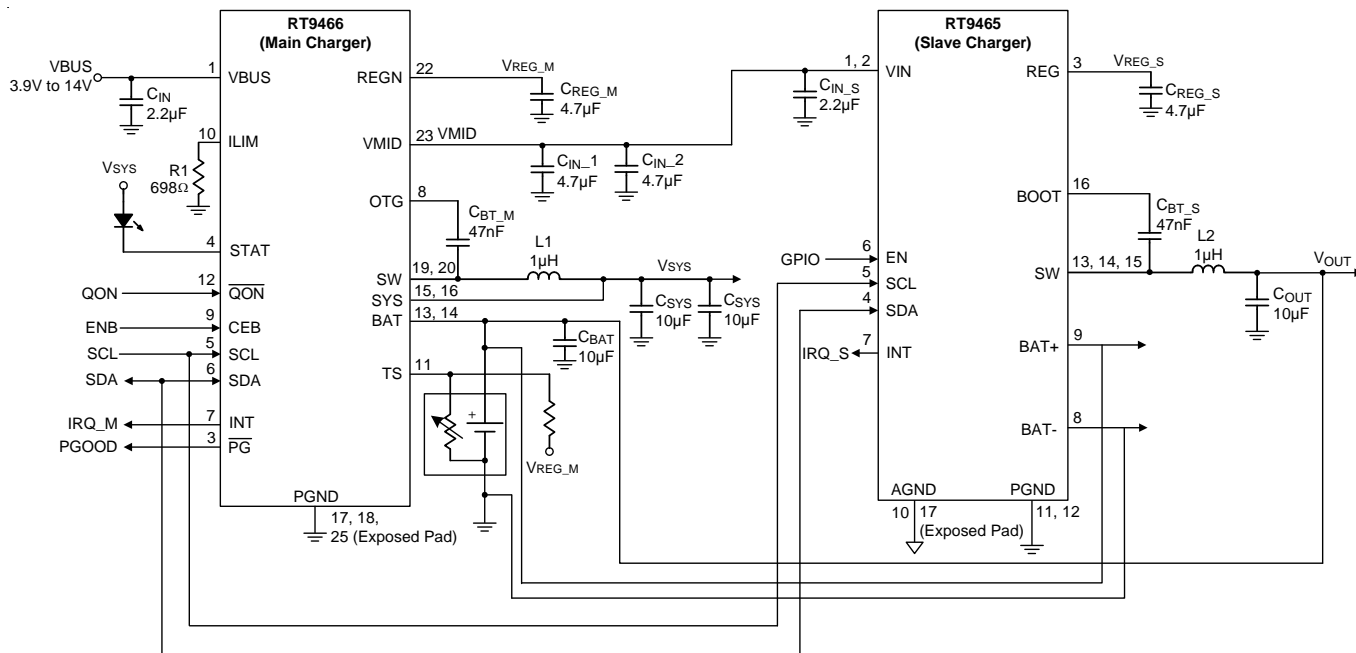 RT9466
(Main Charger)
VBUS
3.9V to 14V
1
VBUS
CIN
2.2µF
10
ILIM
R1
698Ω
VSYS
4
STAT
QON
12
QON
ENB
9
CEB
SCL
5
SCL
SDA
6
SDA
IRQ_M
7
INT
PGOOD
3
PG
PGND
17, 18,
25 (Exposed Pad)
REGN
22
VREG_M
CREG_M
4.7µF
VMID
23
VMID
CIN_1
4.7µF
CIN_2
4.7µF
OTG
8
CBT_M
47nF
SW
19, 20
L1
1µH
VSYS
SYS
15, 16
CSYS
10µF
CSYS
10µF
BAT
13, 14
CBAT
10µF
TS
11
+
VREG_M
RT9465
(Slave Charger)
1, 2
VIN
CIN_S
2.2µF
REG
3
VREG_S
CREG_S
4.7µF
BOOT
16
CBT_S
47nF
GPIO
6
EN
5
SCL
4
SDA
IRQ_S
7
INT
SW
13, 14, 15
L2
1µH
VOUT
COUT
10µF
BAT+
9
BAT-
8
AGND
10
17
(Exposed Pad)
PGND
11, 12